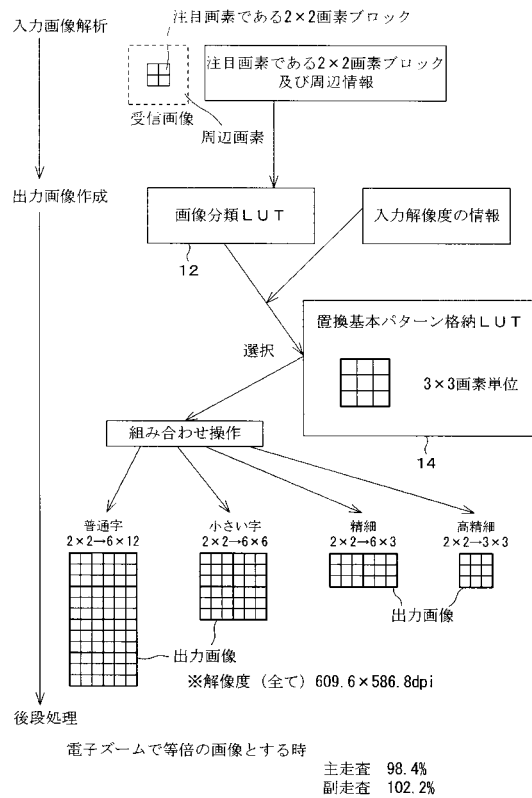 入力画像解析
注目画素である2×2画素ブロック
注目画素である2×2画素ブロック
及び周辺情報
受信画像
周辺画素
出力画像作成
画像分類LUT
入力解像度の情報
12
置換基本パターン格納LUT
選択
3×3画素単位
組み合わせ操作
14
普通字
2×2→6×12
小さい字
2×2→6×6
精細
2×2→6×3
高精細
2×2→3×3
出力画像
出力画像
※解像度（全て）609.6×586.8dpi
後段処理
電子ズームで等倍の画像とする時
主走査 98.4%
副走査 102.2%